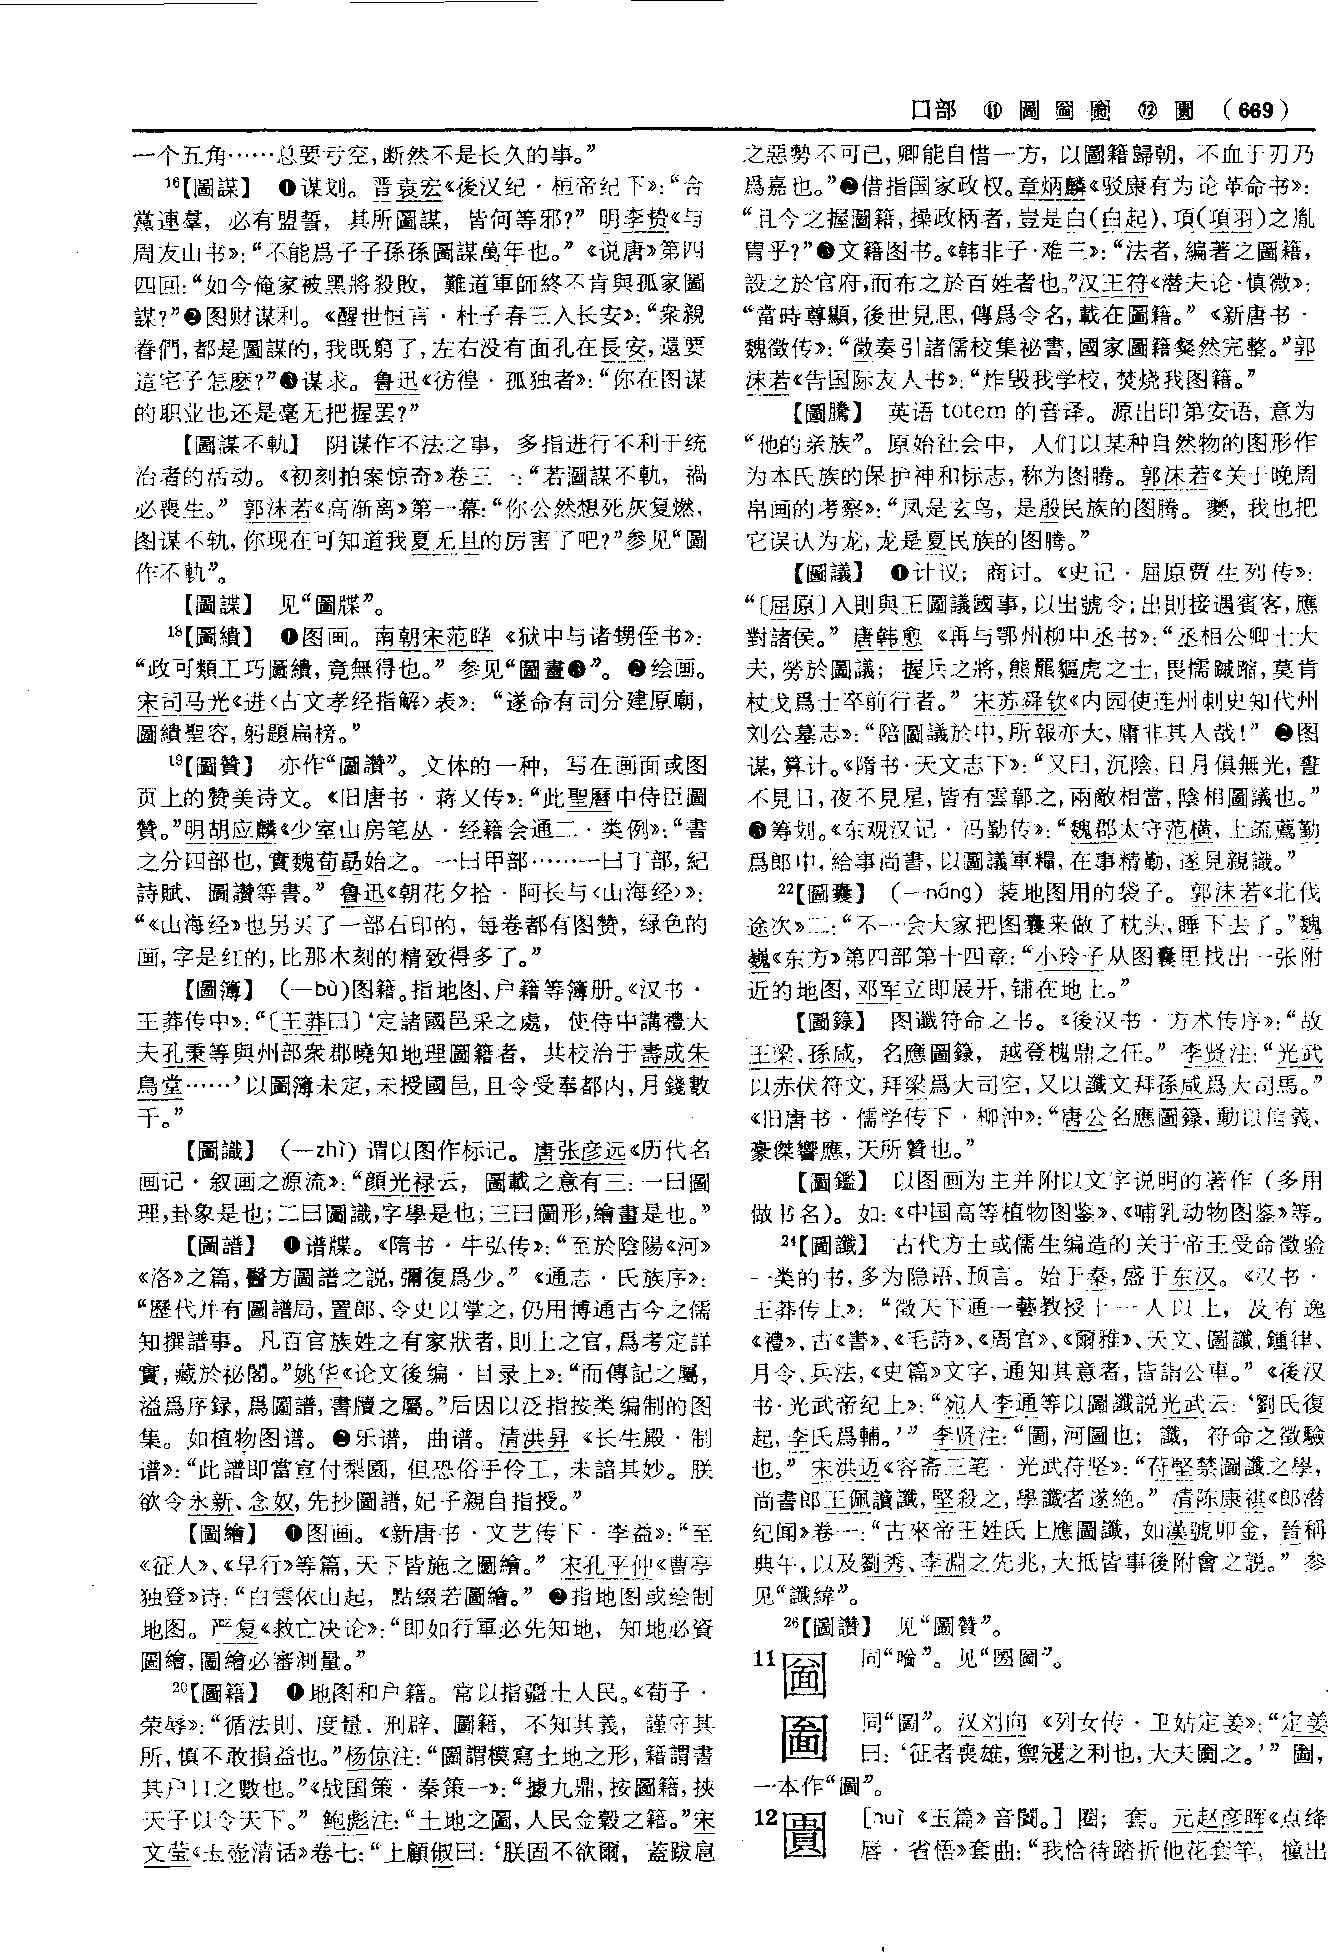 口部 ⑪ 圖 ⑫ （669）
一个五角……总要亏空，断然不是长久的事。”
16【圖謀】 ❶谋划。晋袁宏《後汉纪·桓帝纪下》：“合
黨連羣，必有盟誓，其所圖謀，皆何等邪？” 明李贽《与
周友山书》：“不能爲子子孫孫圖謀萬年也。”《说唐》第四
四回：“如今俺家被黑將殺敗，難道軍師終不肯與孤家圖
謀？”❷图财谋利。《醒世恒言·杜子春三入长安》：“衆親
眷們，都是圖謀的，我既窮了，左右没有面孔在長安，還要
這宅子怎麽？”❸谋求。鲁迅《彷徨·孤独者》：“你在图谋
的职业也还是毫无把握罢？”
【圖謀不軌】 阴谋作不法之事，多指进行不利于统
治者的活动。《初刻拍案惊奇》卷三一：“若圖謀不軌，禍
必喪生。” 郭沫若《高渐离》第一幕：“你公然想死灰复燃，
图谋不轨，你现在可知道我夏无且的厉害了吧？”参见“圖
作不軌”。
【圖諜】 见“圖牒”。
18【圖繢】 ❶图画。南朝宋范晔《狱中与诸甥侄书》：
“政可類工巧圖繢，竟無得也。” 参见“圖畫❸”。❷绘画。
宋司马光《进〈古文孝经指解〉表》：“遂命有司分建原廟，
圖繢聖容，躬題扁榜。”
19【圖贊】 亦作“圖讚”。文体的一种，写在画面或图
页上的赞美诗文。《旧唐书·蒋乂传》：“此聖曆中侍臣圖
贊。”明胡应麟《少室山房笔丛·经籍会通二·类例》：“書
之分四部也，實魏荀勗始之。一曰甲部……一曰丁部，紀
詩賦、圖讚等書。” 鲁迅《朝花夕拾·阿长与〈山海经〉》：
“《山海经》也另买了一部石印的，每卷都有图赞，绿色的
画，字是红的，比那木刻的精致得多了。”
【圖簿】 （—bù）图籍。指地图、户籍等簿册。《汉书·
王莽传中》：“〔王莽曰〕‘定諸國邑采之處，使侍中講禮大
夫孔秉等與州部衆郡曉知地理圖籍者，共校治于壽成朱
鳥堂……’以圖簿未定，未授國邑，且令受奉都内，月錢數
千。”
【圖識】 （—zhì）谓以图作标记。唐张彦远《历代名
画记·叙画之源流》：“顔光禄云，圖載之意有三：一曰圖
理，卦象是也；二曰圖識，字學是也；三曰圖形，繪畫是也。”
【圖譜】 ❶谱牒。《隋书·牛弘传》：“至於陰陽《河》
《洛》之篇，醫方圖譜之説，彌復爲少。”《通志·氏族序》：
“歷代并有圖譜局，置郎、令史以掌之，仍用博通古今之儒
知撰譜事。凡百官族姓之有家狀者，則上之官，爲考定詳
實，藏於祕閣。”姚华《论文後编·目录上》：“而傳記之屬，
溢爲序録，爲圖譜，書牘之屬。”后因以泛指按类编制的图
集。如植物图谱。❷乐谱，曲谱。清洪昇《长生殿·制
谱》：“此譜即當宣付梨園，但恐俗手伶工，未諳其妙。朕
欲令永新、念奴，先抄圖譜，妃子親自指授。”
【圖繪】 ❶图画。《新唐书·文艺传下·李益》：“至
《征人》、《早行》等篇，天下皆施之圖繪。” 宋孔平仲《曹亭
独登》诗：“白雲依山起，點缀若圖繪。” ❷指地图或绘制
地图。严复《救亡决论》：“即如行軍必先知地，知地必資
圖繪，圖繪必審測量。”
20【圖籍】 ❶地图和户籍。常以指疆土人民。《荀子·
荣辱》：“循法則、度量、刑辟、圖籍，不知其義，謹守其
所，慎不敢損益也。”杨倞注：“圖謂模寫土地之形，籍謂書
其户口之數也。”《战国策·秦策一》：“據九鼎，按圖籍，挾
天子以令天下。” 鲍彪注：“土地之圖，人民金穀之籍。”宋
文莹《玉壶清话》卷七：“上顧俶曰：‘朕固不欲爾，蓋跋扈
之惡勢不可已，卿能自惜一方，以圖籍歸朝，不血于刃乃
爲嘉也。”❷借指国家政权。章炳麟《驳康有为论革命书》：
“且今之握圖籍，操政柄者，豈是白（白起），項（項羽）之胤
胄乎？”❸文籍图书。《韩非子·难三》：“法者，編著之圖籍，
設之於官府，而布之於百姓者也。”汉王符《潜夫论·慎微》：
“當時尊顯，後世見思，傳爲令名，載在圖籍。”《新唐书·
魏徵传》：“徵奏引諸儒校集祕書，國家圖籍粲然完整。”郭
沫若《告国际友人书》：“炸毁我学校，焚烧我图籍。”
【圖騰】 英语 totem 的音译。源出印第安语，意为
“他的亲族”。原始社会中，人们以某种自然物的图形作
为本氏族的保护神和标志，称为图腾。郭沫若《关于晚周
帛画的考察》：“凤是玄鸟，是殷民族的图腾。夔，我也把
它误认为龙，龙是夏民族的图腾。”
【圖議】 ❶计议；商讨。《史记·屈原贾生列传》：
“〔屈原〕入則與王圖議國事，以出號令；出則接遇賓客，應
對諸侯。” 唐韩愈《再与鄂州柳中丞书》：“丞相公卿士大
夫，勞於圖議；握兵之將，熊羆貙虎之士，畏懦蹴蹜，莫肯
杖戈爲士卒前行者。” 宋苏舜钦《内园使连州刺史知代州
刘公墓志》：“陪圖議於中，所報亦大，庸非其人哉！” ❷图
谋，算计。《隋书·天文志下》：“又曰，沉陰，日月俱無光，晝
不見日，夜不見星，皆有雲鄣之，兩敵相當，陰相圖議也。”
❸筹划。《东观汉记·冯勤传》：“魏郡太守范横，上疏薦勤
爲郎中，給事尚書，以圖議軍糧，在事精勤，遂見親識。”
22【圖囊】 （—náng）装地图用的袋子。郭沫若《北伐
途次》二：“不一会大家把图囊来做了枕头，睡下去了。”魏
巍《东方》第四部第十四章：“小玲子从图囊里找出一张附
近的地图，邓军立即展开，铺在地上。”
【圖籙】 图谶符命之书。《後汉书·方术传序》：“故
王梁、孫咸，名應圖籙，越登槐鼎之任。” 李贤注：“光武
以赤伏符文，拜梁爲大司空，又以讖文拜孫咸爲大司馬。”
《旧唐书·儒学传下·柳沖》：“唐公名應圖籙，動以信義，
豪傑響應，天所贊也。”
【圖鑑】 以图画为主并附以文字说明的著作（多用
做书名）。如：《中国高等植物图鉴》、《哺乳动物图鉴》等。
24【圖讖】 古代方士或儒生编造的关于帝王受命徵验
一类的书，多为隐语、预言。始于秦，盛于东汉。《汉书·
王莽传上》：“徵天下通一藝教授十一人以上，及有逸
《禮》、古《書》、《毛詩》、《周官》、《爾雅》、天文、圖讖、鍾律、
月令、兵法，《史篇》文字，通知其意者，皆詣公車。”《後汉
书·光武帝纪上》：“宛人李通等以圖讖説光武云：‘劉氏復
起，李氏爲輔。’” 李贤注：“圖，河圖也；讖，符命之徵驗
也。” 宋洪迈《容斋三笔·光武苻坚》：“苻堅禁圖讖之學，
尚書郎王佩讀讖，堅殺之，學讖者遂絶。” 清陈康祺《郎潜
纪闻》卷一：“古來帝王姓氏上應圖讖，如漢號卯金，晉稱
典午，以及劉秀、李淵之先兆，大抵皆事後附會之説。” 参
见“讖緯”。
26【圖讚】 见“圖贊”。
11 同“㗄”。见。
同“圖”。汉刘向《列女传·卫姑定姜》：“定姜
曰：‘征者喪雄，禦寇之利也，大夫圖之。’” 圖，
一本作“圖”。
12 ［huì《玉篇》音闠。］ 圈；套。元赵彦晖《点绛
唇·省悟》套曲：“我恰待踏折他花套竿，撞出